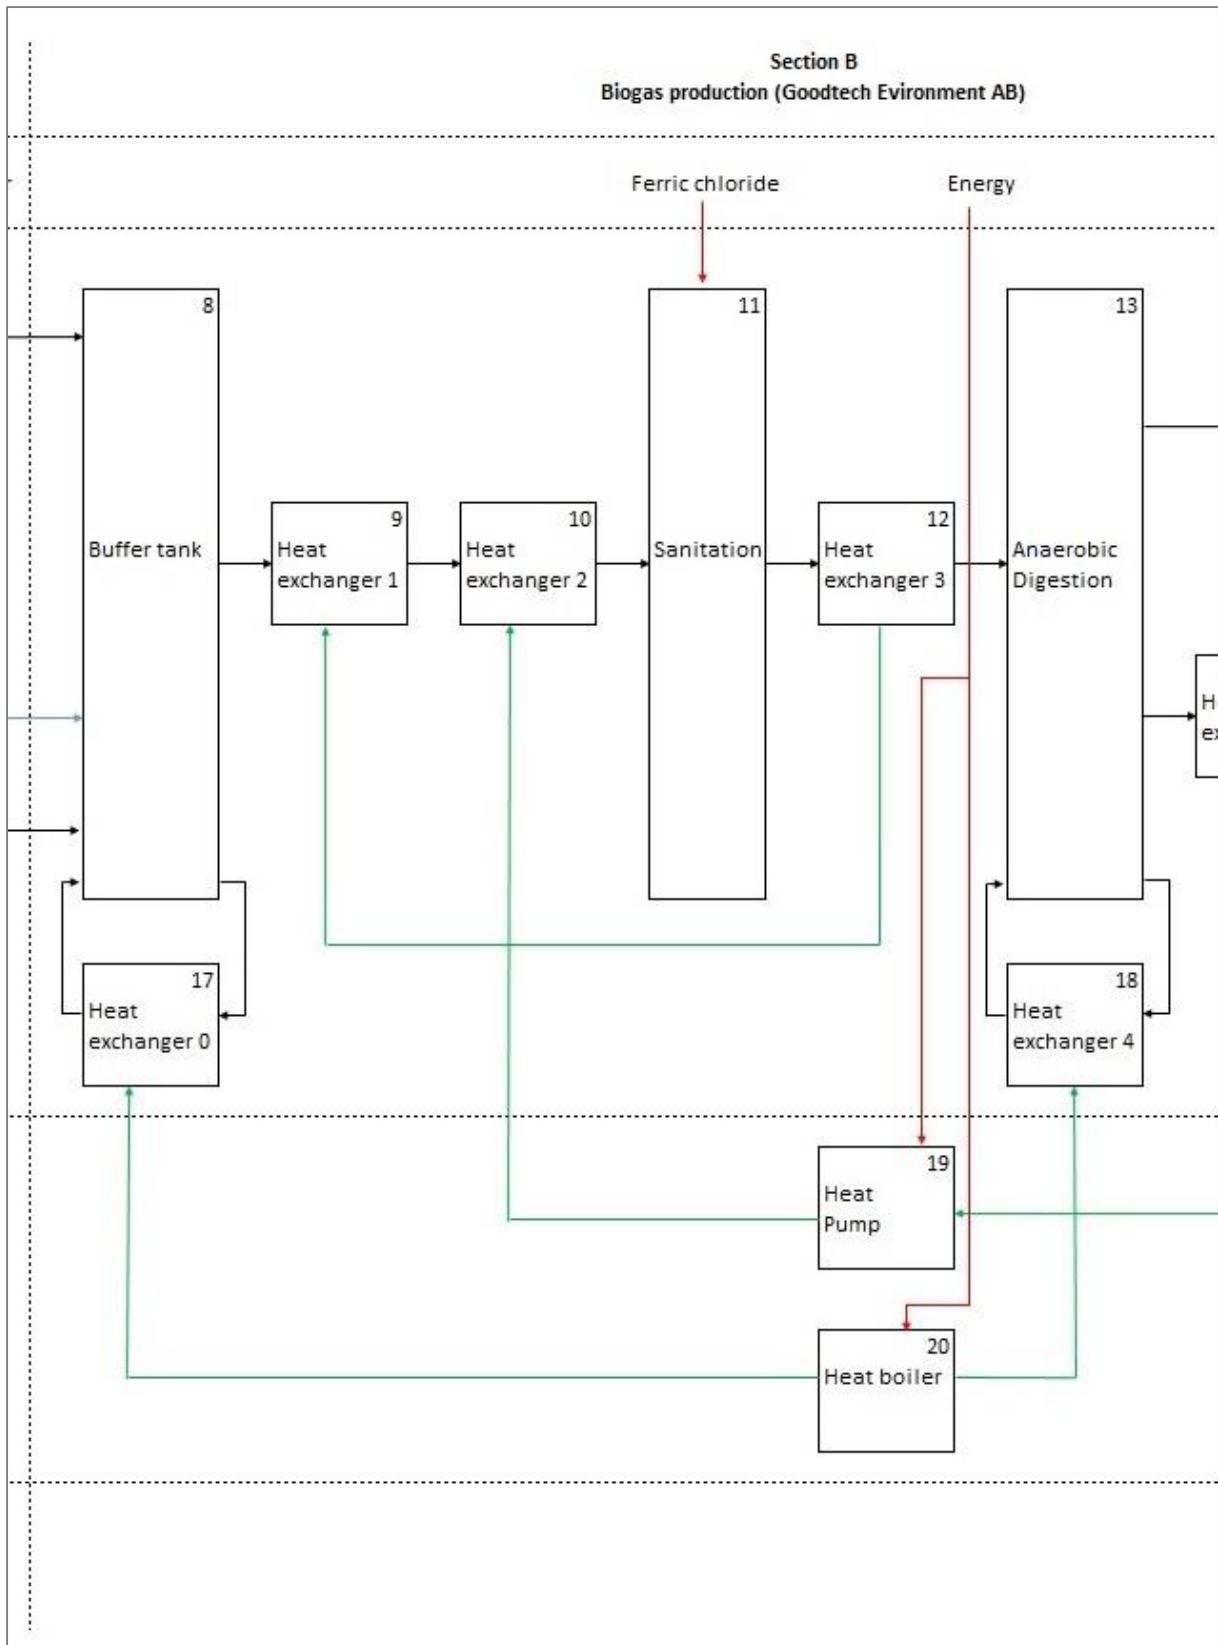 Section B
Biogas production (Goodtech Evironment AB)
Ferric chloride
Energy
8
Buffer tank
9
Heat
exchanger 1
10
Heat
exchanger 2
11
Sanitation
12
Heat
exchanger 3
13
Anaerobic
Digestion
17
Heat
exchanger 0
18
Heat
exchanger 4
19
Heat
Pump
20
Heat boiler